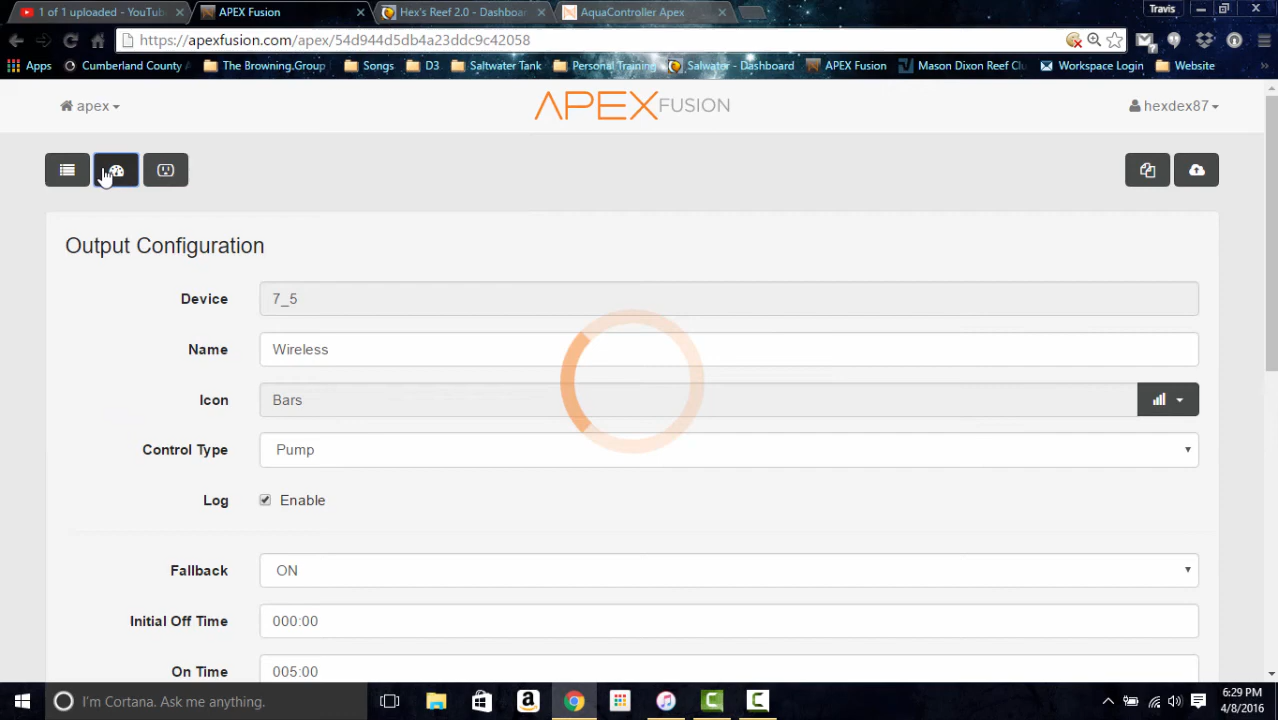 1 of 1 uploaded - YouTub
APEX Fusion
Hex's Reef 2.0 - Dashboa
AquaController Apex
Travis
https://apexfusion.com/apex/54d944d5db4a23ddc9c42058
Apps
Cumberland County
The Browning.Group
Songs
D3
Saltwater Tank
Personal Training
Salwater - Dashboard
APEX Fusion
Mason Dixon Reef Clu
Workspace Login
Website
apex
APEX FUSION
hexdex87
Output Configuration
Device 7_5
Name Wireless
Icon Bars
Control Type Pump
Log Enable
Fallback ON
Initial Off Time 000:00
On Time 005:00
I'm Cortana. Ask me anything.
6:29 PM
4/8/2016